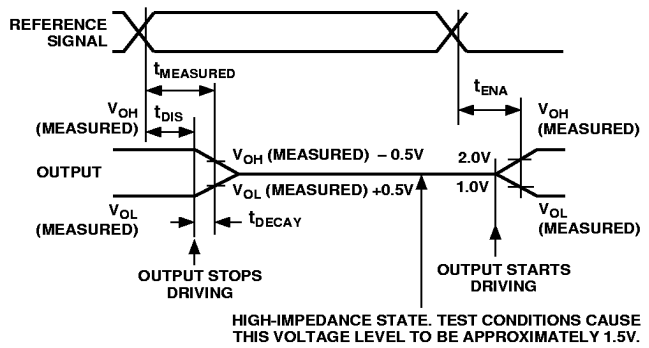 REFERENCE
SIGNAL
tMEASURED
tENA
VOH
(MEASURED)
tDIS
VOH
(MEASURED)
OUTPUT
VOH (MEASURED) – 0.5V
2.0V
VOL (MEASURED) +0.5V
1.0V
VOL
(MEASURED)
tDECAY
VOL
(MEASURED)
OUTPUT STOPS
DRIVING
OUTPUT STARTS
DRIVING
HIGH-IMPEDANCE STATE. TEST CONDITIONS CAUSE
THIS VOLTAGE LEVEL TO BE APPROXIMATELY 1.5V.